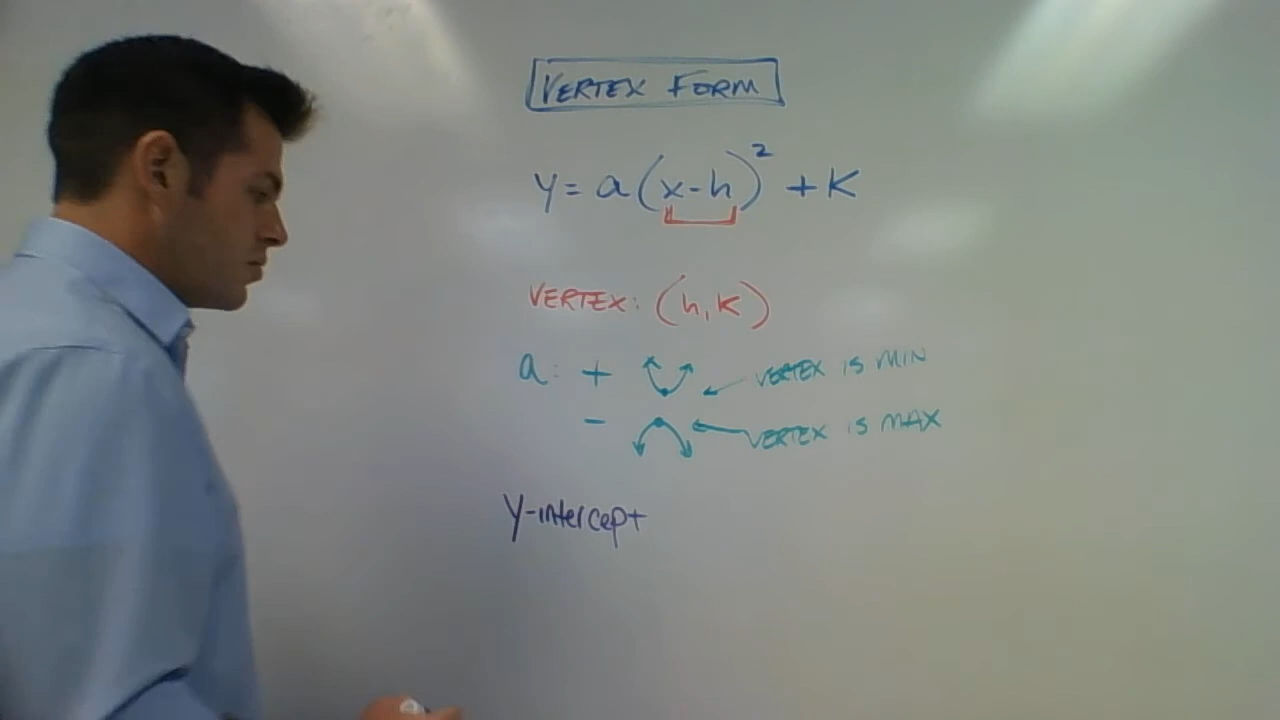 VERTEX FORM
y = a(x-h)² + K
VERTEX: (h, K)
a: + VERTEX IS MIN
- VERTEX IS MAX
Y-intercept